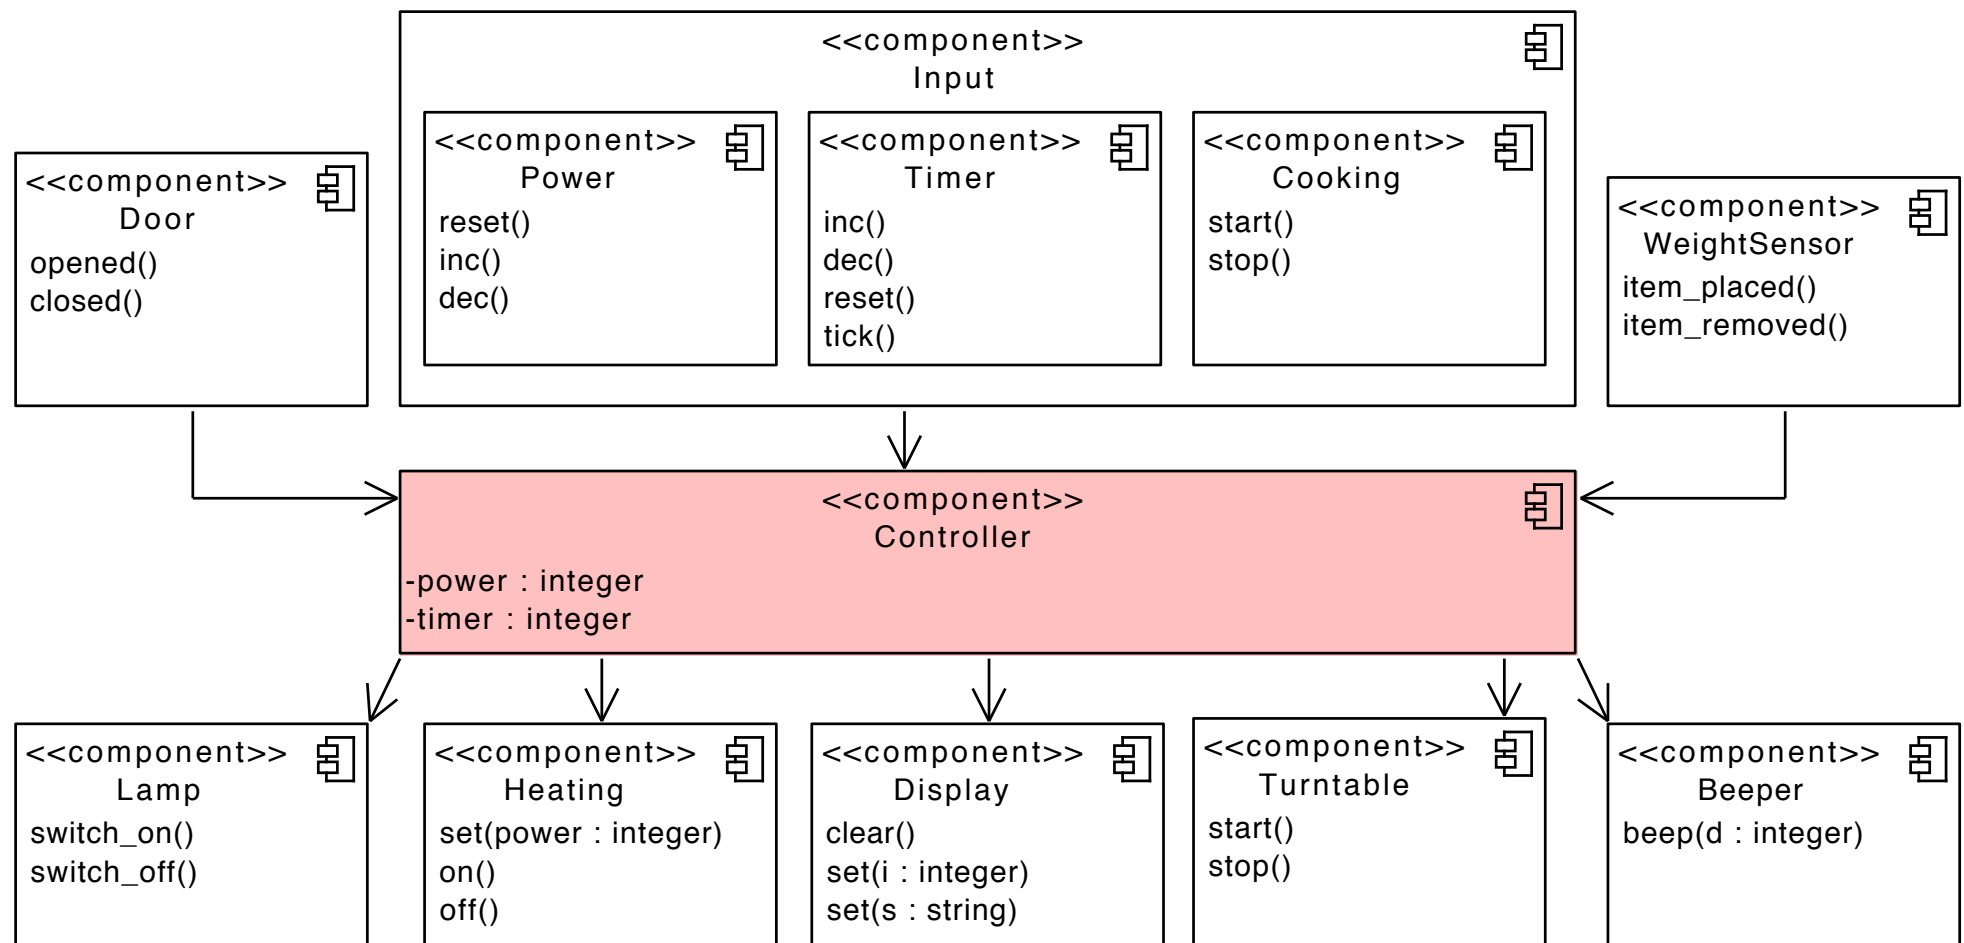 <<component>>
Input
<<component>>
Power
reset()
inc()
dec()
<<component>>
Timer
inc()
dec()
reset()
tick()
<<component>>
Cooking
start()
stop()
<<component>>
Door
opened()
closed()
<<component>>
WeightSensor
item_placed()
item_removed()
<<component>>
Controller
-power : integer
-timer : integer
<<component>>
Lamp
switch_on()
switch_off()
<<component>>
Heating
set(power : integer)
on()
off()
<<component>>
Display
clear()
set(i : integer)
set(s : string)
<<component>>
Turntable
start()
stop()
<<component>>
Beeper
beep(d : integer)